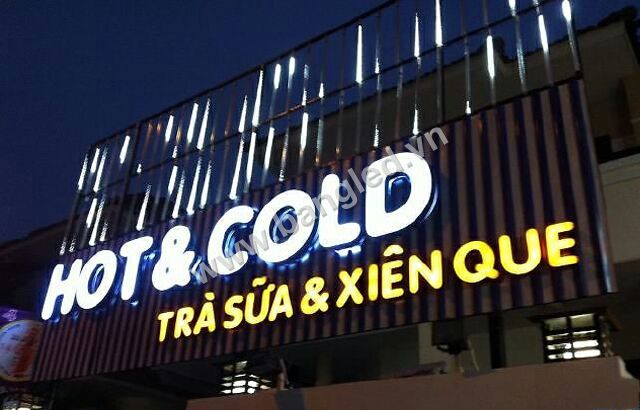 HOT & COLD
TRÀ SỮA & XIÊN QUE
www.bangled.vn